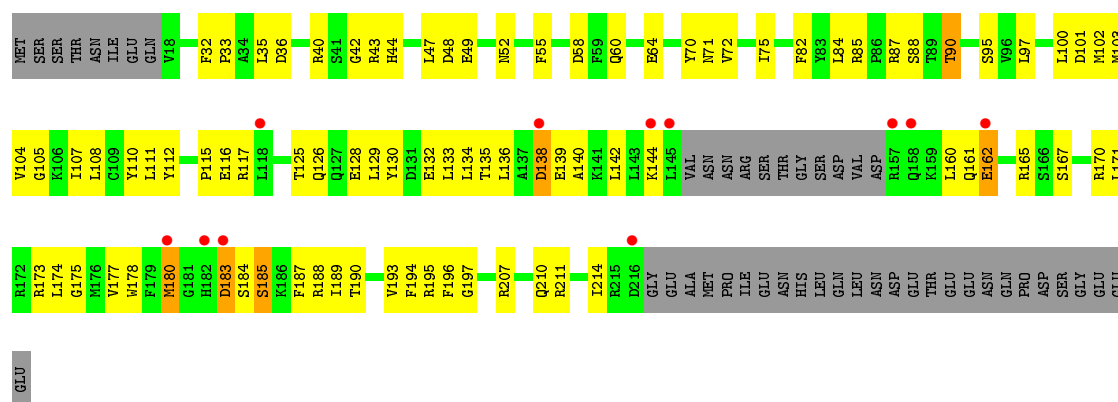 MET SER SER THR ASN ILE GLU GLN V18 F32 P33 A34 L35 D36 R40 S41 G42 R43 H44 L47 D48 E49 N52 F55 D58 F59 Q60 E64 Y70 N71 V72 I75 F82 Y83 L84 R85 P86 R87 S88 T89 T90 S95 V96 L97 L100 D101 M102 M103
V104 G105 K106 I107 L108 C109 Y110 L111 Y112 P115 E116 R117 L118 T125 Q126 Q127 E128 L129 Y130 D131 E132 L133 L134 T135 L136 A137 D138 E139 A140 K141 L142 L143 K144 L145 VAL ASN ASN ARG SER THR GLY SER ASP VAL ASP R157 Q158 K159 L160 Q161 E162 R165 S166 S167 R170 L171
R172 R173 L174 G175 M176 V177 W178 F179 M180 G181 H182 D183 S184 S185 K186 F187 R188 I189 T190 V193 F194 R195 F196 G197 R207 Q210 R211 I214 R215 D216 GLY GLU ALA MET PRO ILE GLU ASN HIS LEU GLN LEU ASN ASP GLU THR GLU GLU ASN GLN PRO ASP SER GLY GLU GLU
GLU